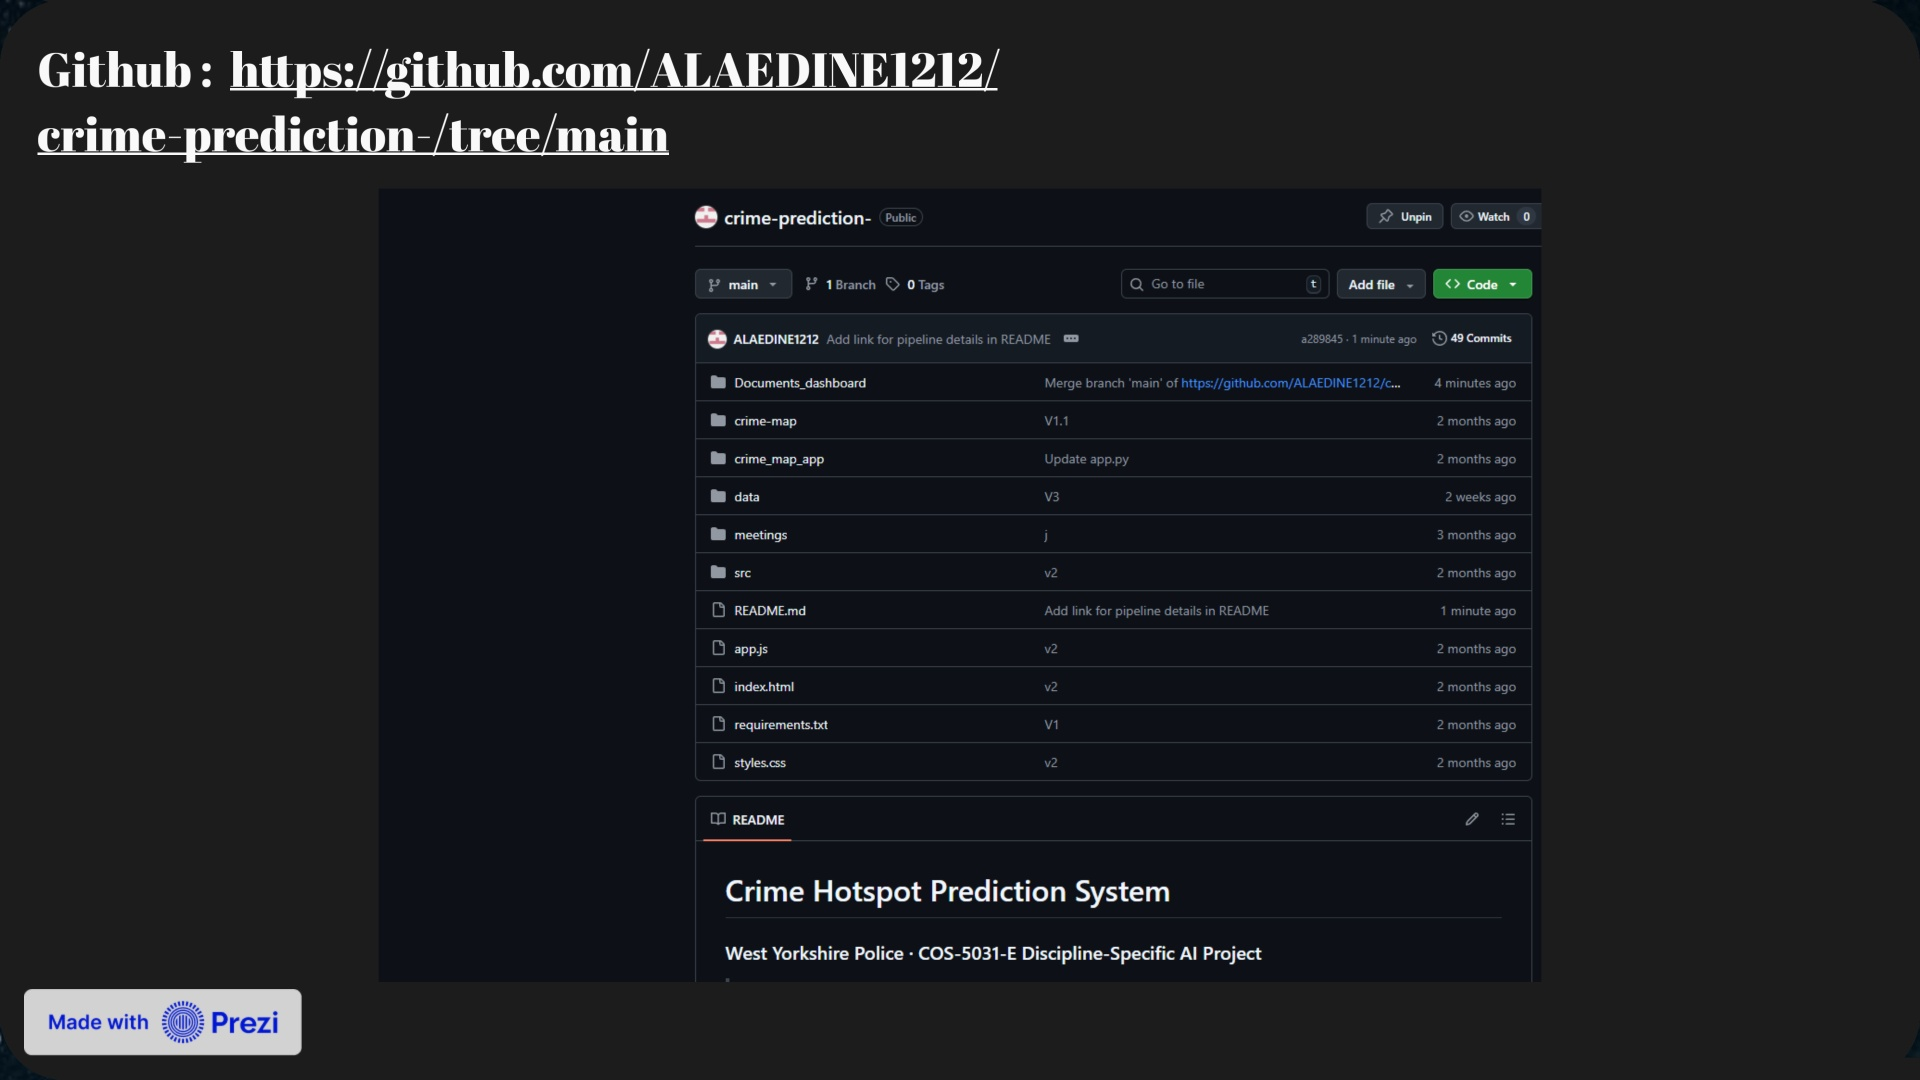 Github : https://github.com/ALAEDINE1212/
crime-prediction-/tree/main
crime-prediction- Public Unpin Watch 0
main 1 Branch 0 Tags Go to file t Add file Code
ALAEDINE1212 Add link for pipeline details in README a289845 · 1 minute ago 49 Commits
Documents_dashboard Merge branch 'main' of https://github.com/ALAEDINE1212/c... 4 minutes ago
crime-map V1.1 2 months ago
crime_map_app Update app.py 2 months ago
data V3 2 weeks ago
meetings j 3 months ago
src v2 2 months ago
README.md Add link for pipeline details in README 1 minute ago
app.js v2 2 months ago
index.html v2 2 months ago
requirements.txt V1 2 months ago
styles.css v2 2 months ago
README
Crime Hotspot Prediction System
West Yorkshire Police · COS-5031-E Discipline-Specific AI Project
Made with Prezi